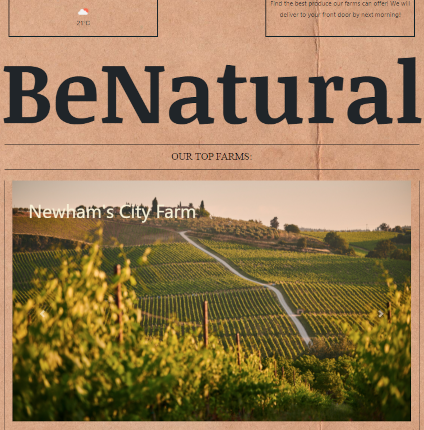 Find the best produce our farms can offer! We will
deliver to your front door by next morning!
21°C
BeNatural
OUR TOP FARMS:
Newham's City Farm